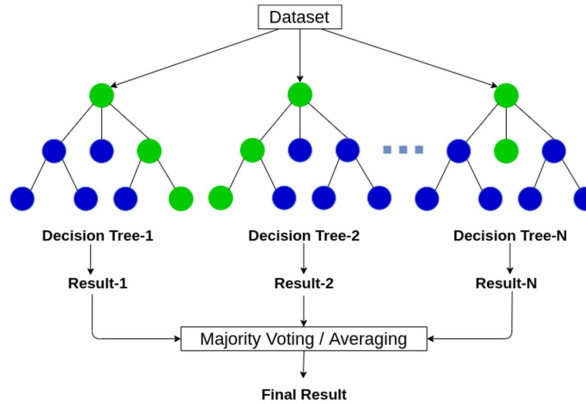 Dataset
Decision Tree-1
Decision Tree-2
Decision Tree-N
Result-1
Result-2
Result-N
Majority Voting / Averaging
Final Result